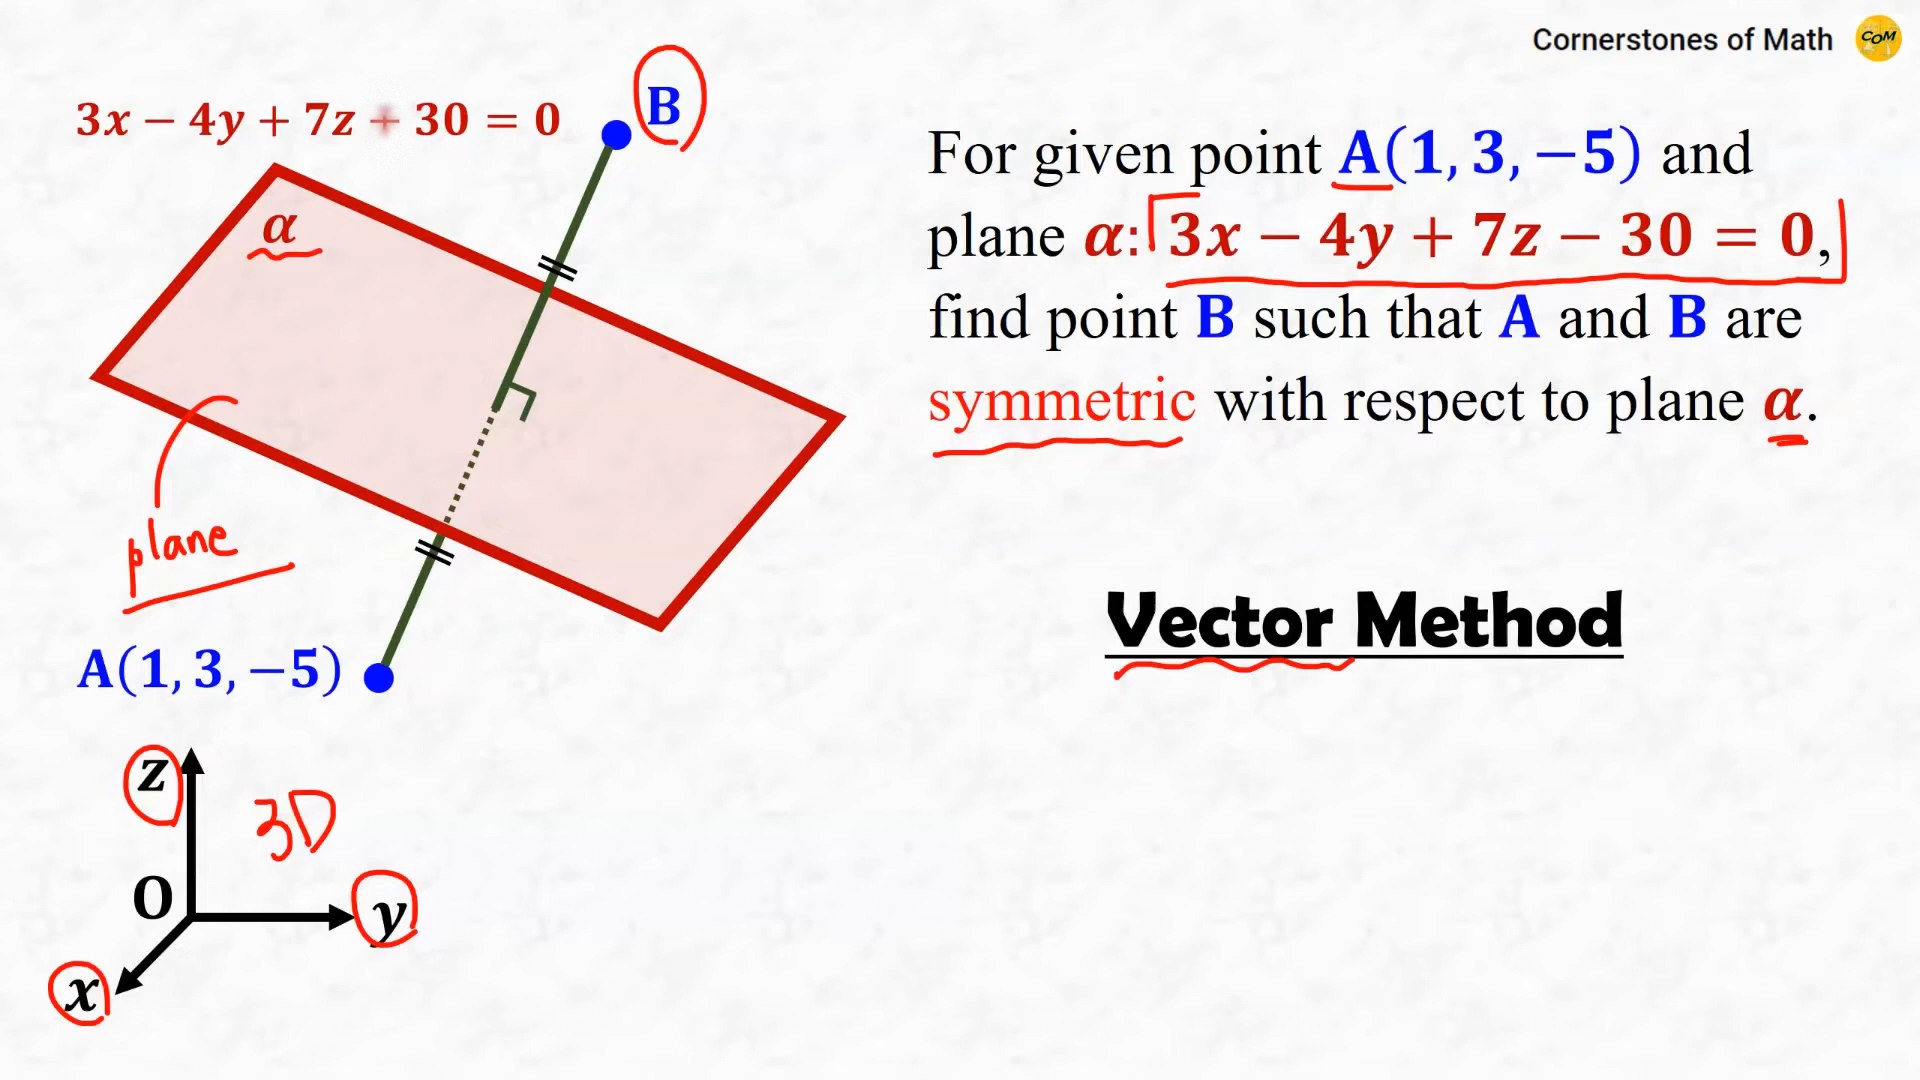 Cornerstones of Math
COM
3x − 4y + 7z + 30 = 0
B
α
plane
A(1, 3, −5)
z
3D
O
y
x
For given point A(1, 3, −5) and
plane α: 3x − 4y + 7z − 30 = 0,
find point B such that A and B are
symmetric with respect to plane α.
Vector Method